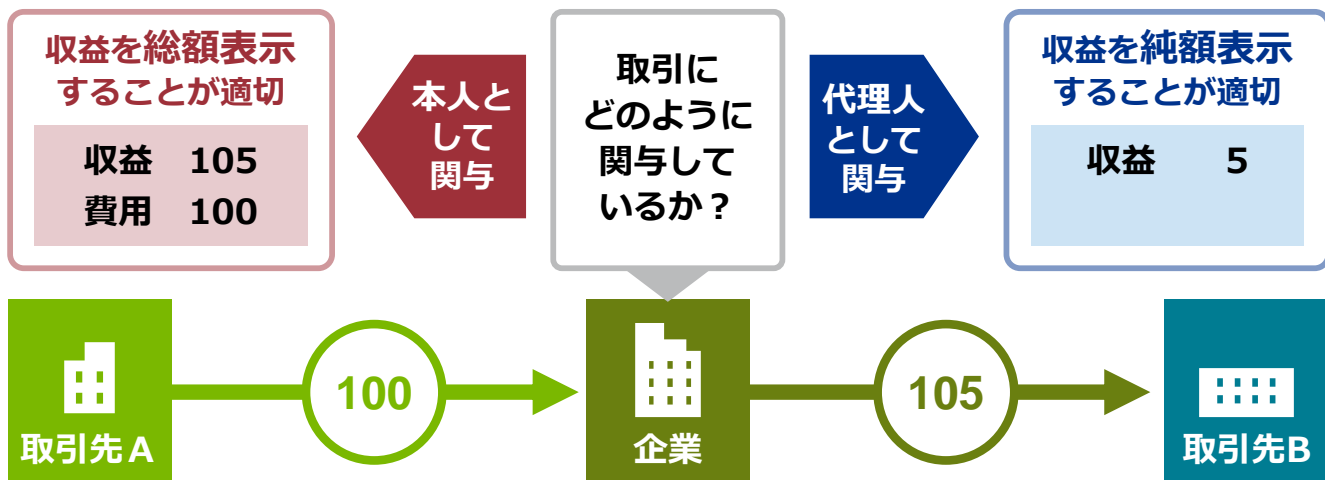 収益を総額表示
することが適切
収益 105
費用 100
本人と
して
関与
取引に
どのように
関与して
いるか？
代理人
として
関与
収益を純額表示
することが適切
収益 5
取引先A
100
企業
105
取引先B